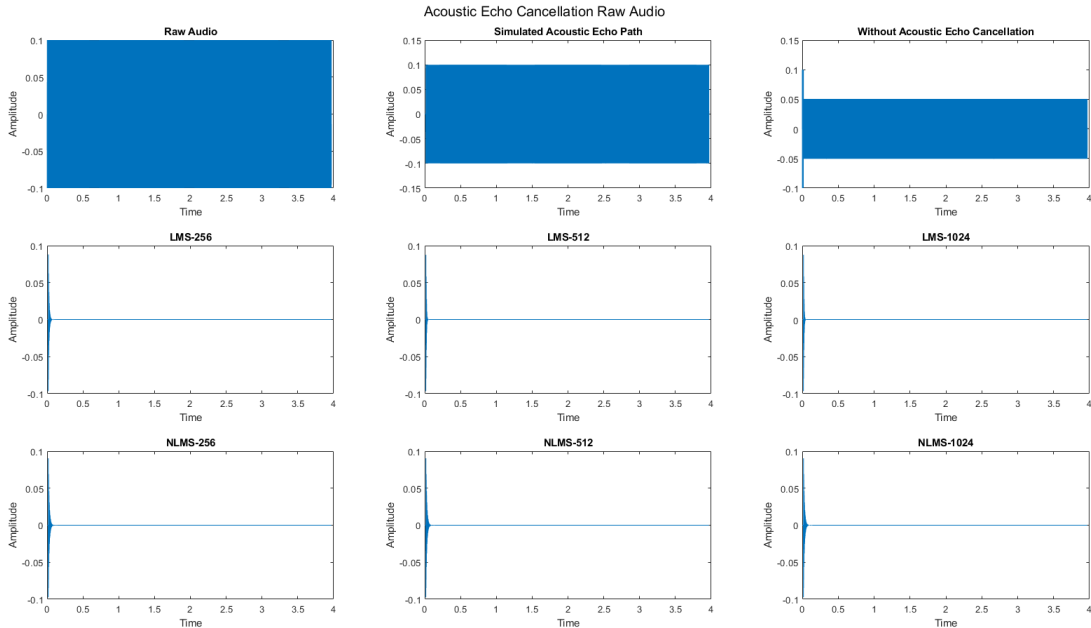 Acoustic Echo Cancellation Raw Audio
Raw Audio
Amplitude
0.1
0.05
0
-0.05
-0.1
0 0.5 1 1.5 2 2.5 3 3.5 4
Time
Simulated Acoustic Echo Path
Amplitude
0.15
0.1
0.05
0
-0.05
-0.1
-0.15
0 0.5 1 1.5 2 2.5 3 3.5 4
Time
Without Acoustic Echo Cancellation
Amplitude
0.15
0.1
0.05
0
-0.05
-0.1
0 0.5 1 1.5 2 2.5 3 3.5 4
Time
LMS-256
Amplitude
0.1
0.05
0
-0.05
-0.1
0 0.5 1 1.5 2 2.5 3 3.5 4
Time
LMS-512
Amplitude
0.1
0.05
0
-0.05
-0.1
0 0.5 1 1.5 2 2.5 3 3.5 4
Time
LMS-1024
Amplitude
0.1
0.05
0
-0.05
-0.1
0 0.5 1 1.5 2 2.5 3 3.5 4
Time
NLMS-256
Amplitude
0.1
0.05
0
-0.05
-0.1
0 0.5 1 1.5 2 2.5 3 3.5 4
Time
NLMS-512
Amplitude
0.1
0.05
0
-0.05
-0.1
0 0.5 1 1.5 2 2.5 3 3.5 4
Time
NLMS-1024
Amplitude
0.1
0.05
0
-0.05
-0.1
0 0.5 1 1.5 2 2.5 3 3.5 4
Time